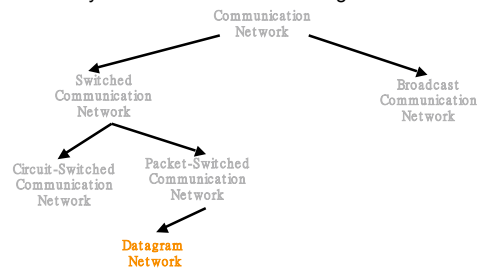 Communication
Network
Switched
Communication
Network
Broadcast
Communication
Network
Circuit-Switched
Communication
Network
Packet-Switched
Communication
Network
Datagram
Network